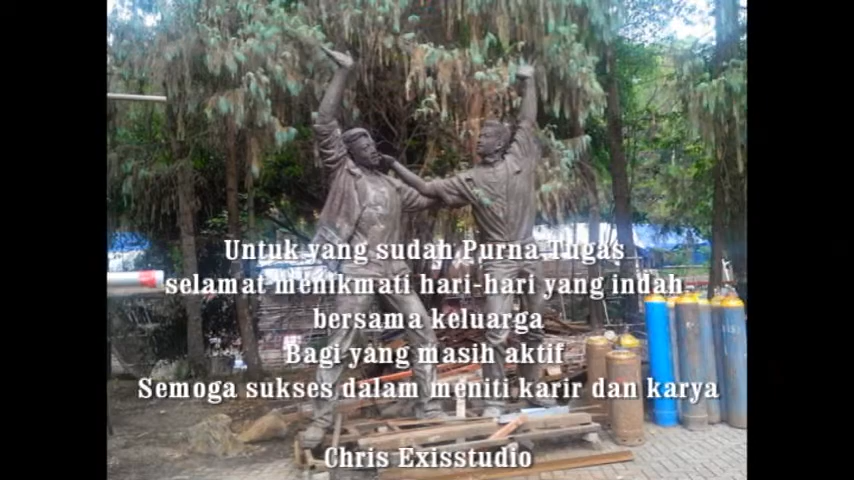 Untuk yang sudah Purna Tugas
selamat menikmati hari-hari yang indah
bersama keluarga
Bagi yang masih aktif
Semoga sukses dalam meniti karir dan karya
Chris Exisstudio